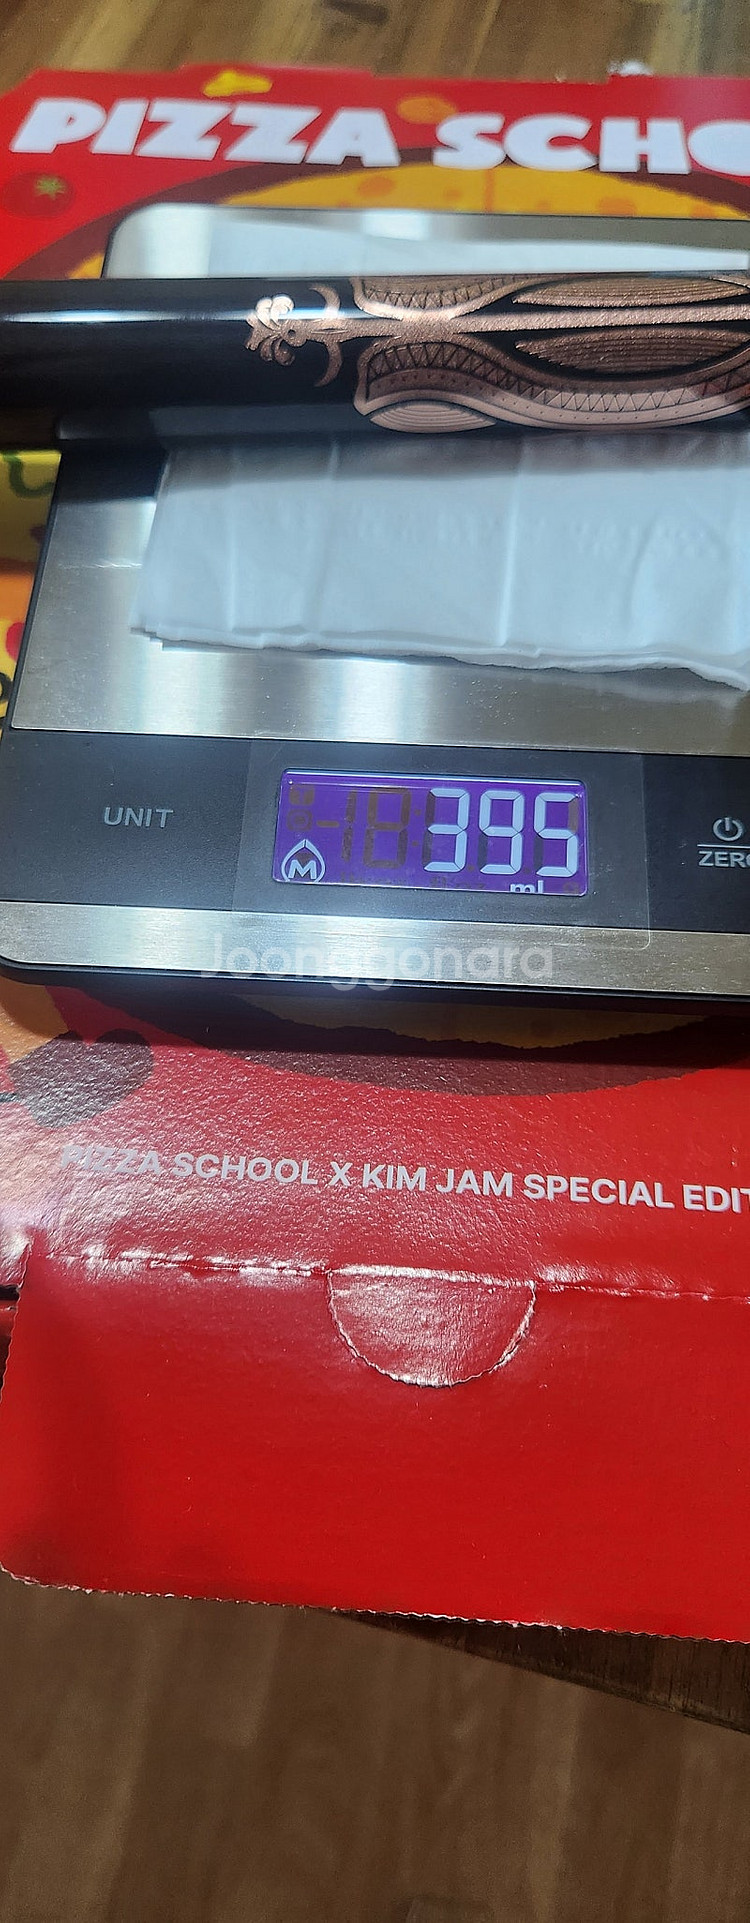 PIZZA SCHO
UNIT
395
M
ml
ZERO
Joonggonara
PIZZA SCHOOL X KIM JAM SPECIAL EDIT